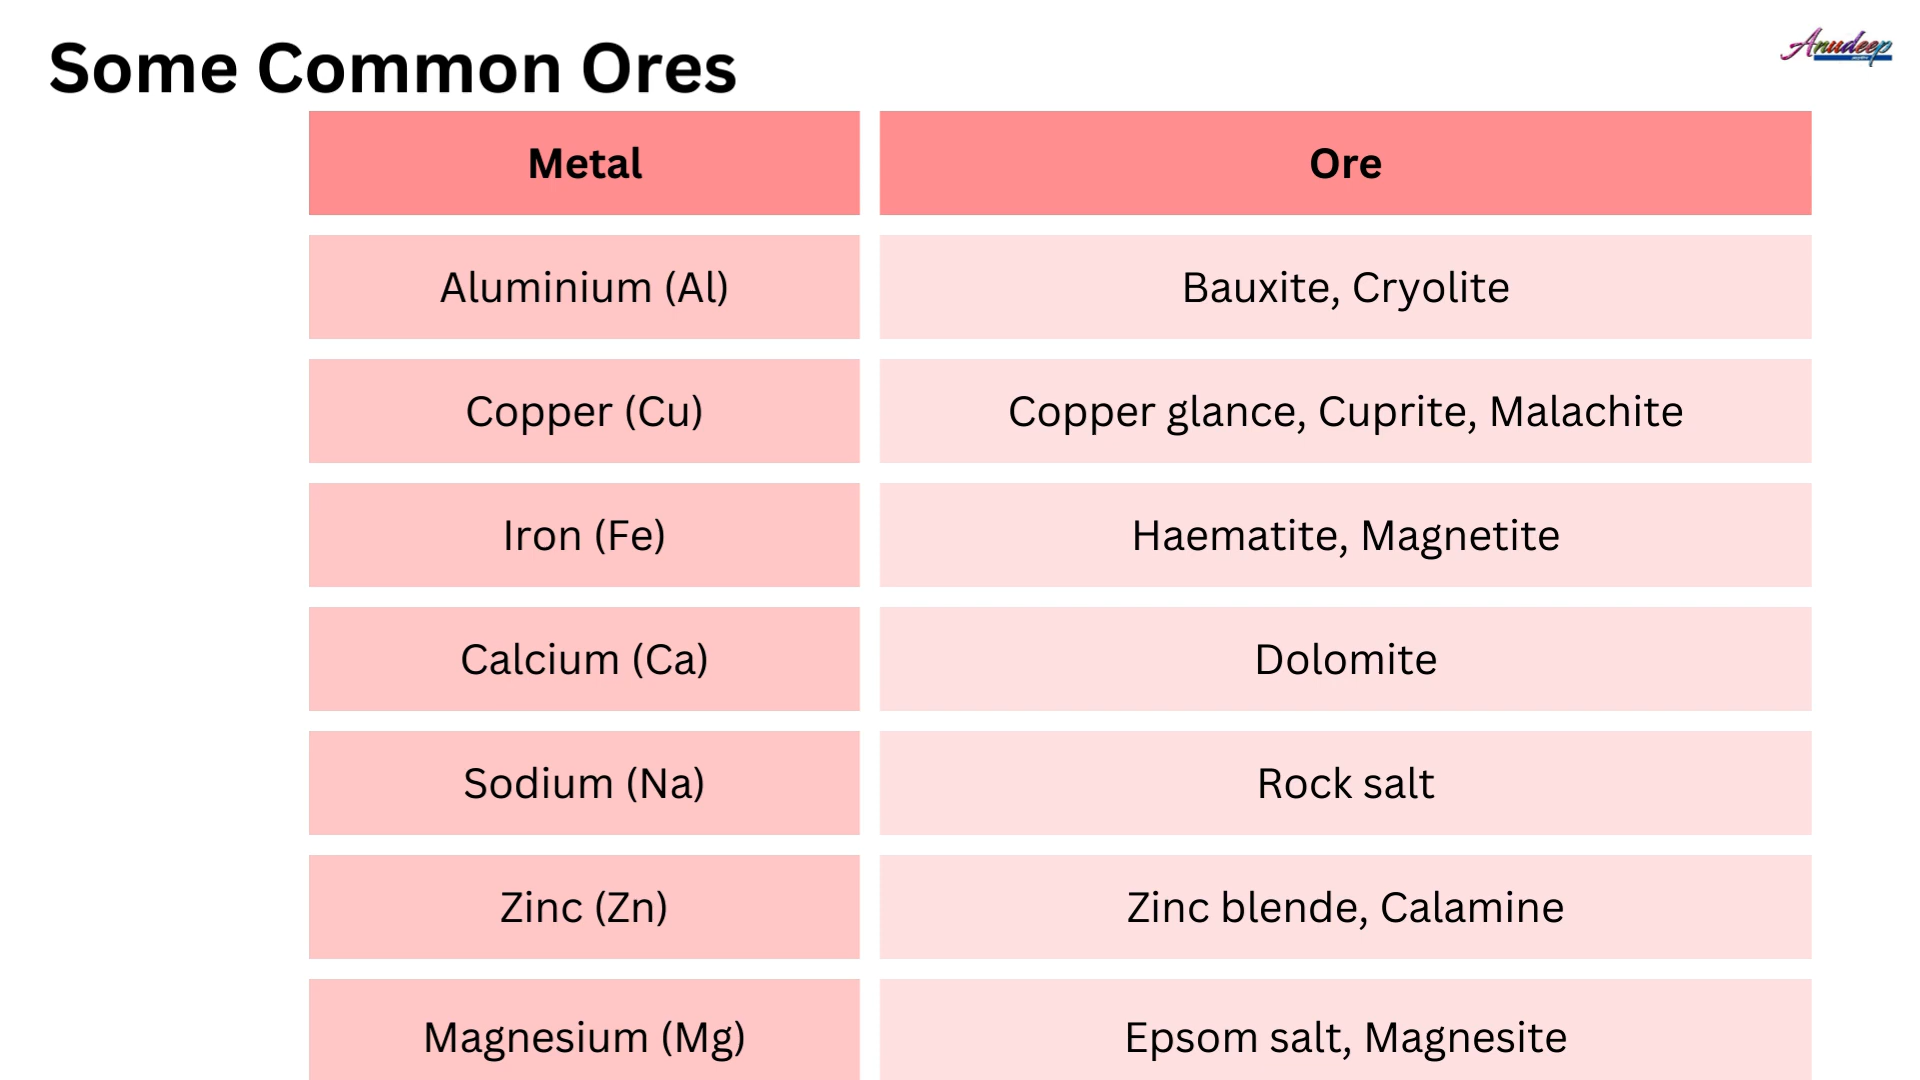 Some Common Ores
Anudeep
Metal Ore
Aluminium (Al) Bauxite, Cryolite
Copper (Cu) Copper glance, Cuprite, Malachite
Iron (Fe) Haematite, Magnetite
Calcium (Ca) Dolomite
Sodium (Na) Rock salt
Zinc (Zn) Zinc blende, Calamine
Magnesium (Mg) Epsom salt, Magnesite